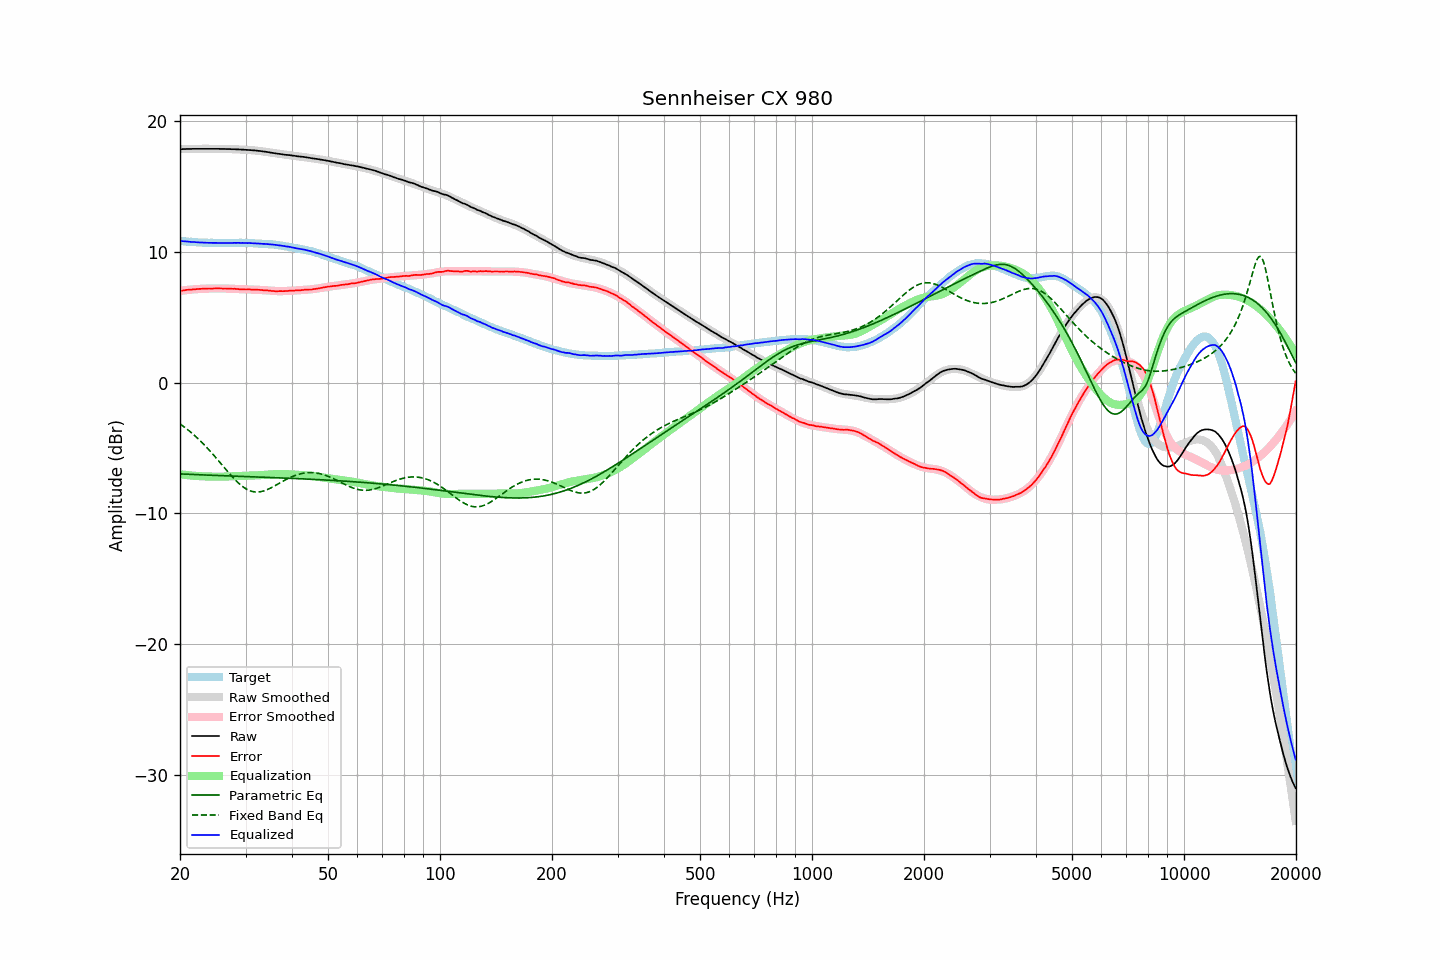 Sennheiser CX 980
Amplitude (dBr)
20
10
0
−10
−20
−30
Target
Raw Smoothed
Error Smoothed
Raw
Error
Equalization
Parametric Eq
Fixed Band Eq
Equalized
20 50 100 200 500 1000 2000 5000 10000 20000
Frequency (Hz)